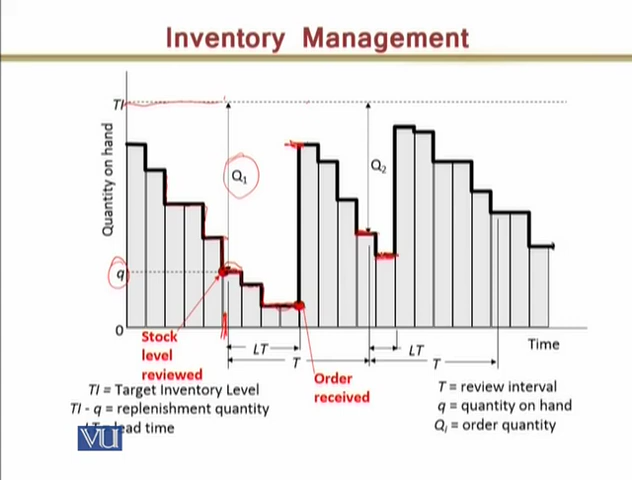 Inventory Management
TI
Quantity on hand
Q1
Q2
q
0
LT
LT
Time
T
T
Stock
level
reviewed
Order
received
TI = Target Inventory Level
TI - q = replenishment quantity
LT = lead time
T = review interval
q = quantity on hand
Qi = order quantity
VU